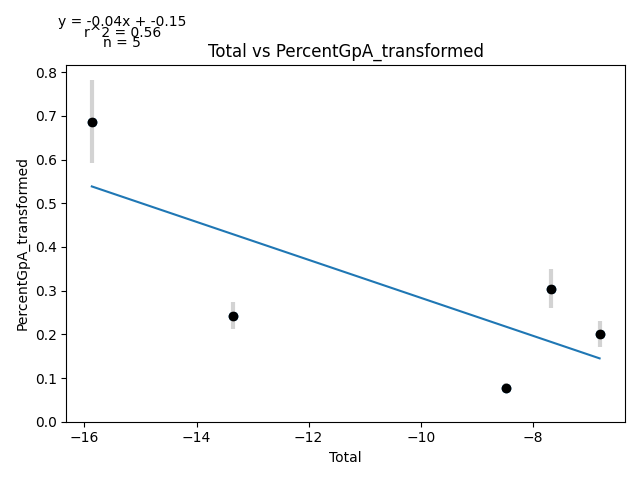 y = -0.04x + -0.15
r^2 = 0.56
n = 5
Total vs PercentGpA_transformed
0.8
0.7
0.6
0.5
0.4
0.3
0.2
0.1
0.0
PercentGpA_transformed
−16
−14
−12
−10
−8
Total